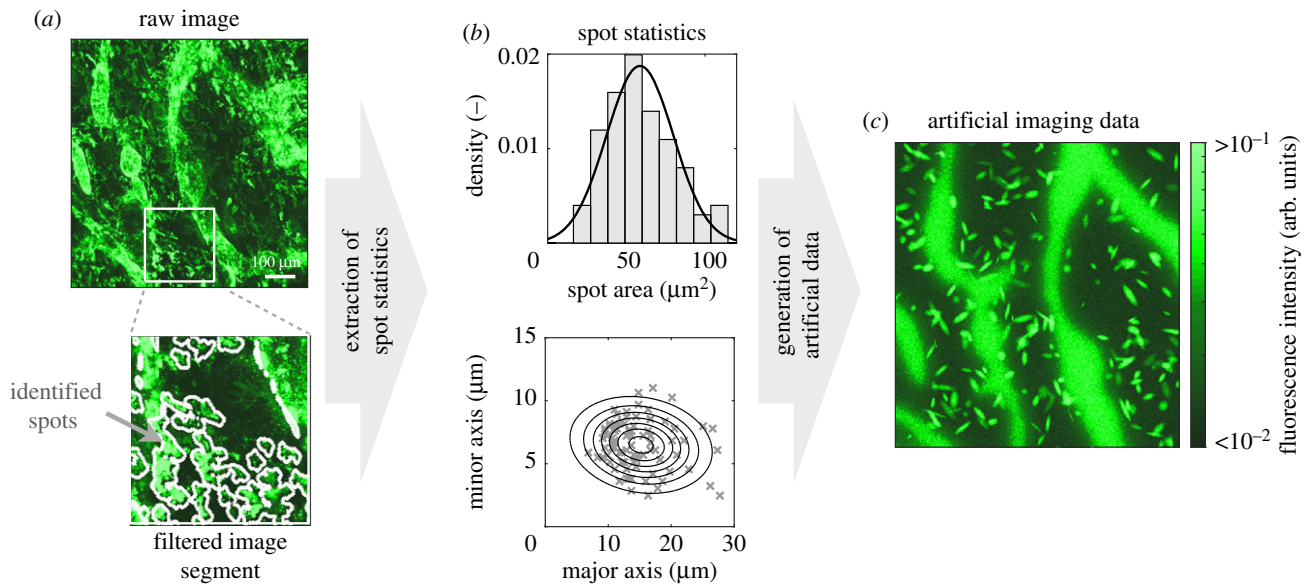 (a)
raw image
100 µm
identified
spots
filtered image
segment
extraction of
spot statistics
(b)
spot statistics
density (–)
0.02
0.01
0
50
100
spot area (µm²)
minor axis (µm)
15
10
5
0
10
20
30
major axis (µm)
generation of
artificial data
(c)
artificial imaging data
>10⁻¹
<10⁻²
fluorescence intensity (arb. units)